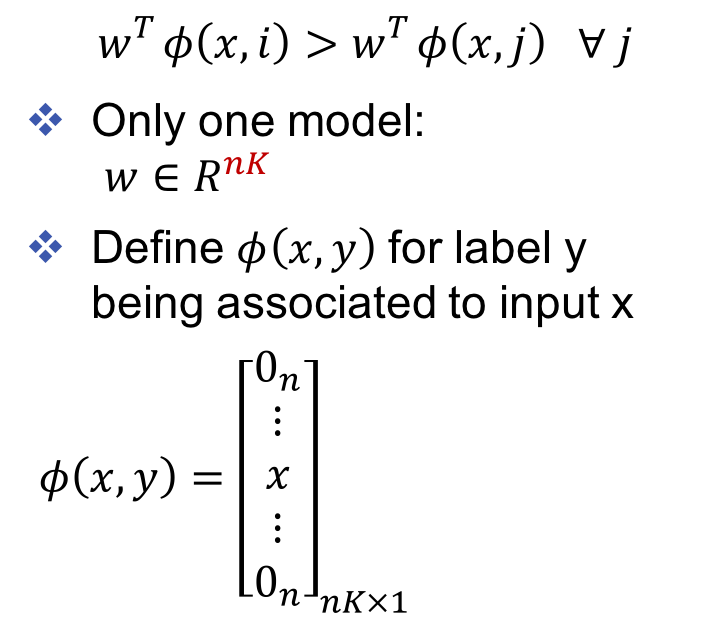 w^T ϕ(x, i) > w^T ϕ(x, j) ∀ j
❖ Only one model:
w ∈ R^{nK}
❖ Define ϕ(x, y) for label y
being associated to input x
ϕ(x, y) = [0_n ⋮ x ⋮ 0_n]_{nK×1}